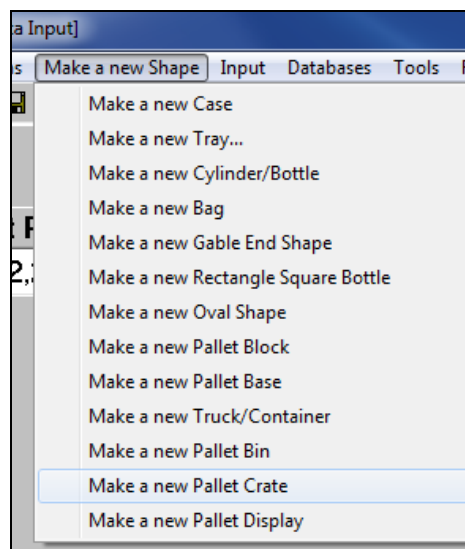 ta Input]
Make a new Shape Input Databases Tools
Make a new Case
Make a new Tray...
Make a new Cylinder/Bottle
Make a new Bag
Make a new Gable End Shape
Make a new Rectangle Square Bottle
Make a new Oval Shape
Make a new Pallet Block
Make a new Pallet Base
Make a new Truck/Container
Make a new Pallet Bin
Make a new Pallet Crate
Make a new Pallet Display